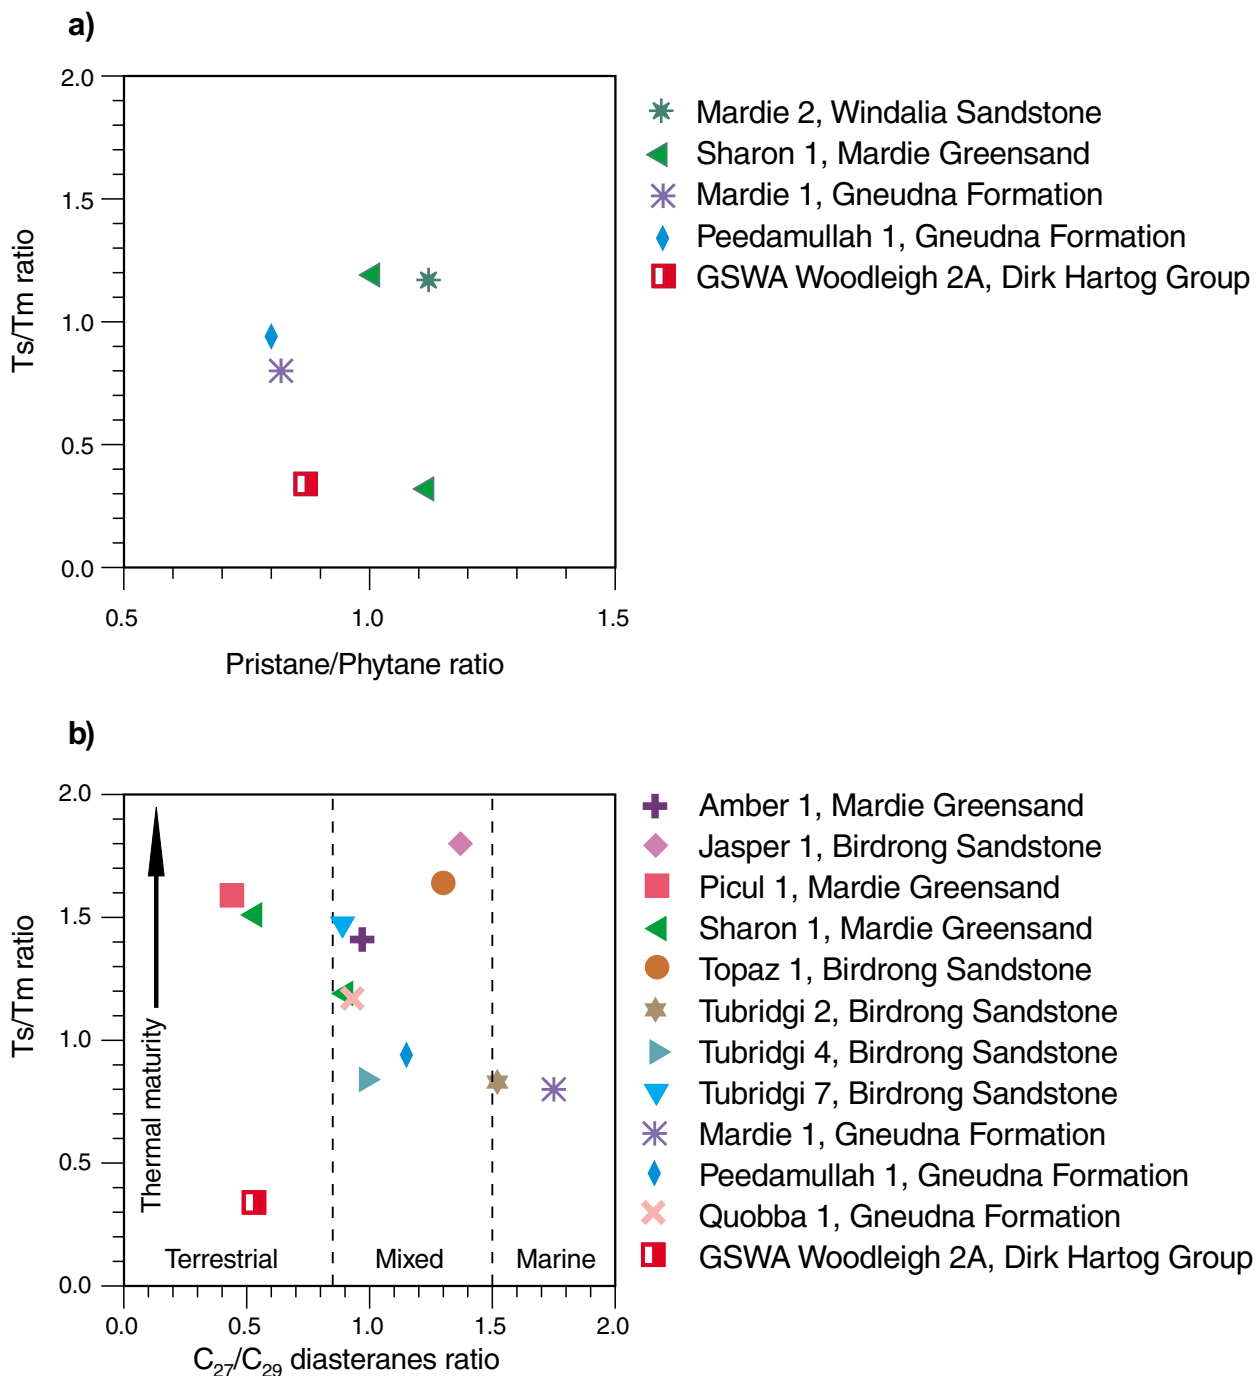 a)
2.0
1.5
1.0
0.5
0.0
Ts/Tm ratio
0.5
1.0
1.5
Pristane/Phytane ratio
Mardie 2, Windalia Sandstone
Sharon 1, Mardie Greensand
Mardie 1, Gneudna Formation
Peedamullah 1, Gneudna Formation
GSWA Woodleigh 2A, Dirk Hartog Group
b)
2.0
1.5
1.0
0.5
0.0
Ts/Tm ratio
Thermal maturity
Terrestrial
Mixed
Marine
0.0
0.5
1.0
1.5
2.0
C27/C29 diasteranes ratio
Amber 1, Mardie Greensand
Jasper 1, Birdrong Sandstone
Picul 1, Mardie Greensand
Sharon 1, Mardie Greensand
Topaz 1, Birdrong Sandstone
Tubridgi 2, Birdrong Sandstone
Tubridgi 4, Birdrong Sandstone
Tubridgi 7, Birdrong Sandstone
Mardie 1, Gneudna Formation
Peedamullah 1, Gneudna Formation
Quobba 1, Gneudna Formation
GSWA Woodleigh 2A, Dirk Hartog Group